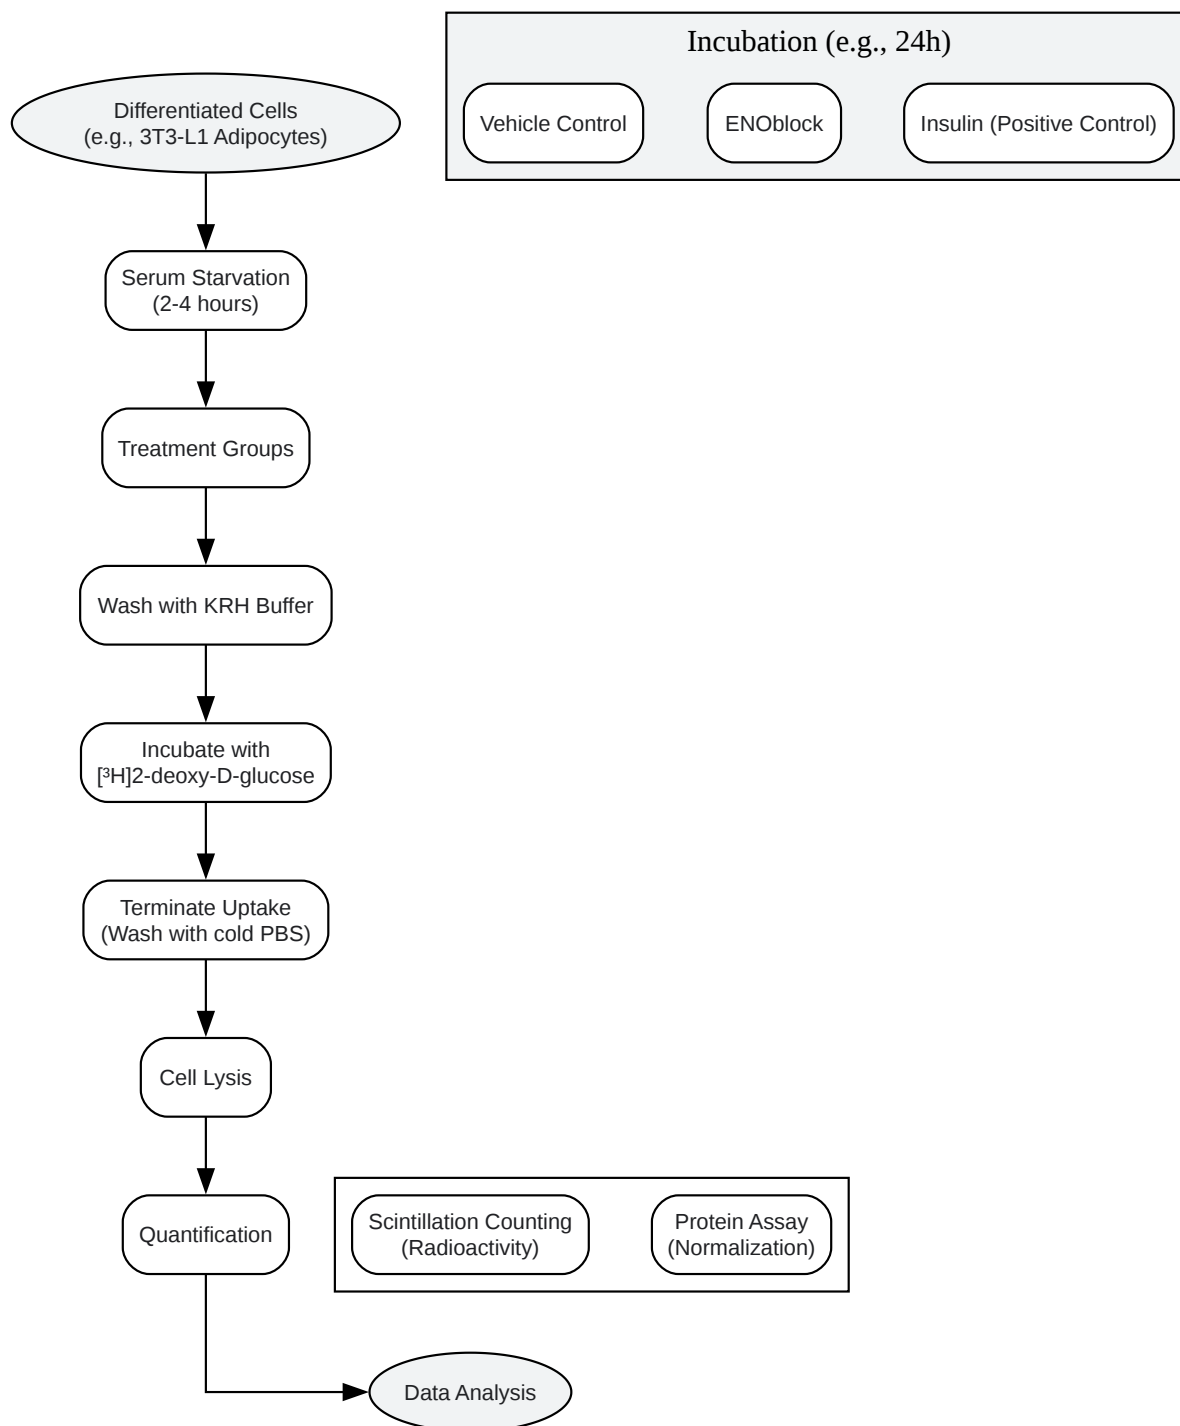 Incubation (e.g., 24h)
Vehicle Control
ENOblock
Insulin (Positive Control)
Differentiated Cells
(e.g., 3T3-L1 Adipocytes)
Serum Starvation
(2-4 hours)
Treatment Groups
Wash with KRH Buffer
Incubate with
[³H]2-deoxy-D-glucose
Terminate Uptake
(Wash with cold PBS)
Cell Lysis
Quantification
Scintillation Counting
(Radioactivity)
Protein Assay
(Normalization)
Data Analysis